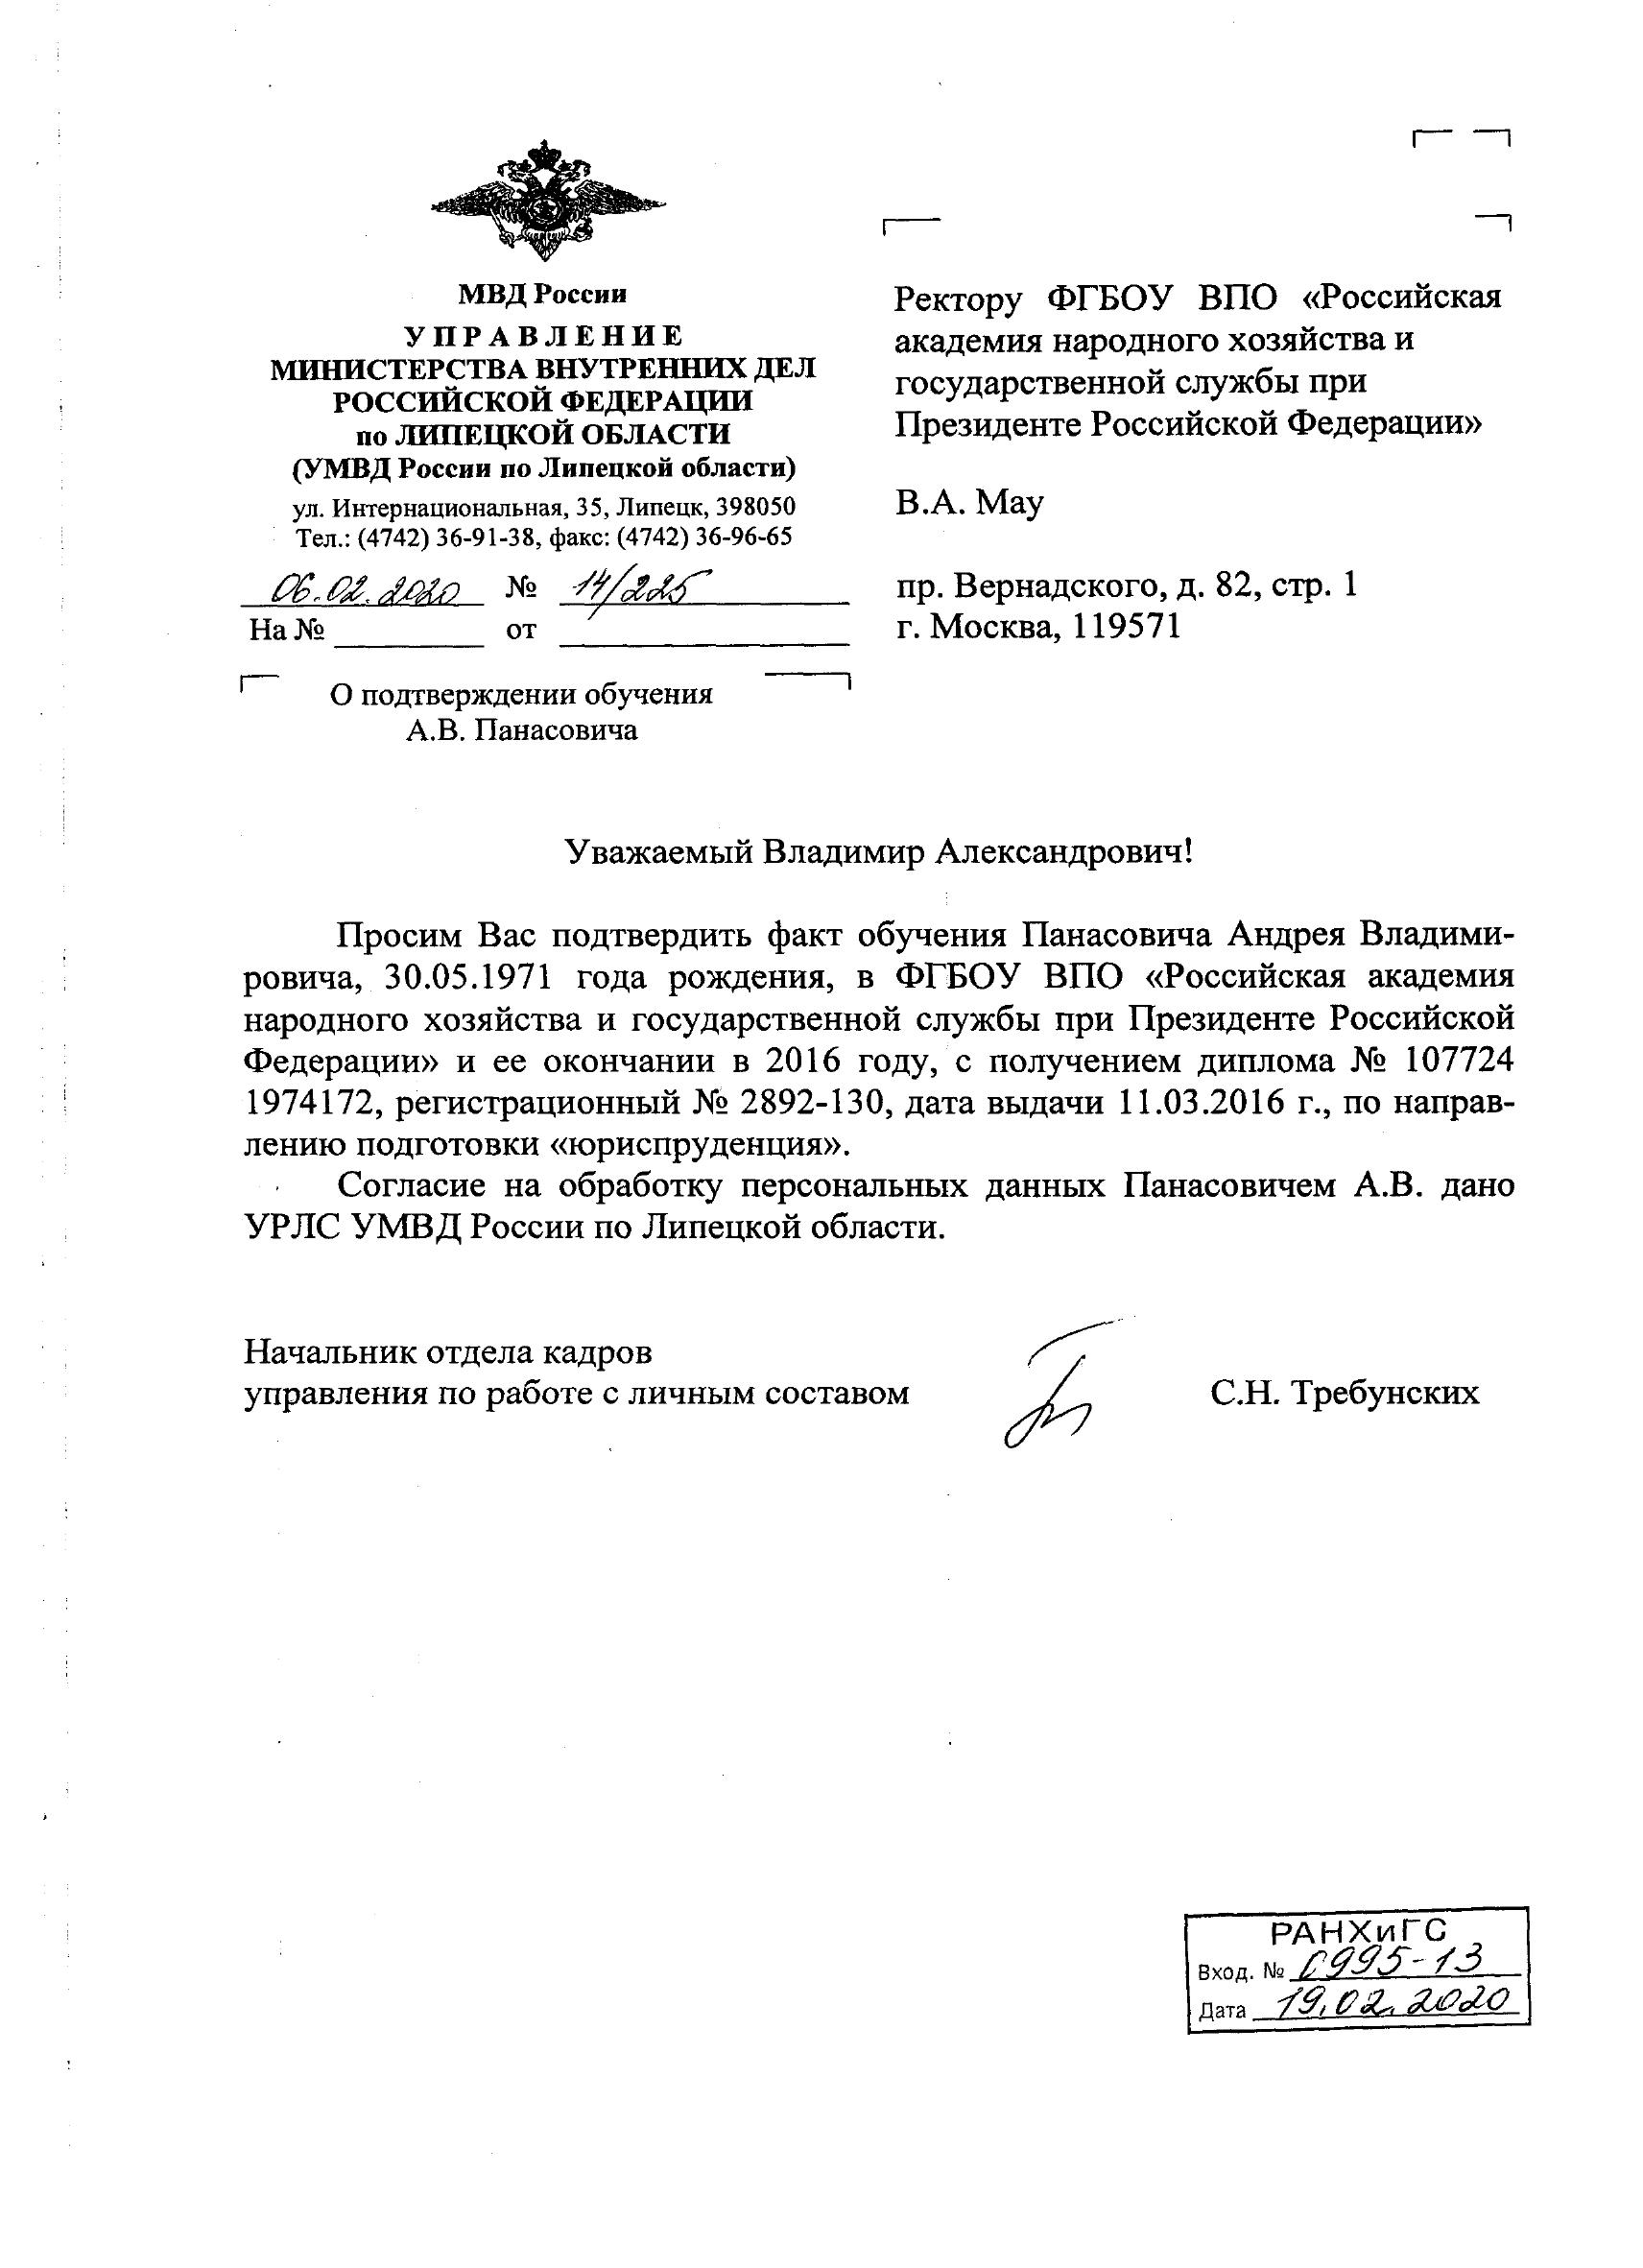 МВД России
УПРАВЛЕНИЕ
МИНИСТЕРСТВА ВНУТРЕННИХ ДЕЛ
РОССИЙСКОЙ ФЕДЕРАЦИИ
по ЛИПЕЦКОЙ ОБЛАСТИ
(УМВД России по Липецкой области)
ул. Интернациональная, 35, Липецк, 398050
Тел.: (4742) 36-91-38, факс: (4742) 36-96-65
06.02.2020 № 14/225
На № от
О подтверждении обучения
А.В. Панасовича
Ректору ФГБОУ ВПО «Российская
академия народного хозяйства и
государственной службы при
Президенте Российской Федерации»
В.А. Мау
пр. Вернадского, д. 82, стр. 1
г. Москва, 119571
Уважаемый Владимир Александрович!
Просим Вас подтвердить факт обучения Панасовича Андрея Владими-
ровича, 30.05.1971 года рождения, в ФГБОУ ВПО «Российская академия
народного хозяйства и государственной службы при Президенте Российской
Федерации» и ее окончании в 2016 году, с получением диплома № 107724
1974172, регистрационный № 2892-130, дата выдачи 11.03.2016 г., по направ-
лению подготовки «юриспруденция».
Согласие на обработку персональных данных Панасовичем А.В. дано
УРЛС УМВД России по Липецкой области.
Начальник отдела кадров
управления по работе с личным составом С.Н. Требунских
РАНХиГС
Вход. №
Дата 19.02.2020